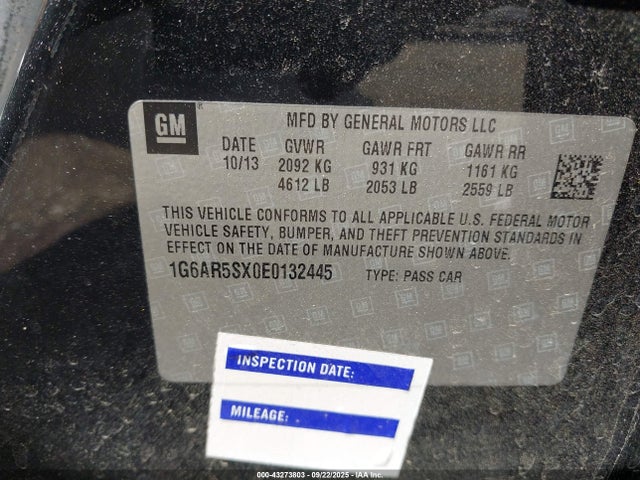 GM
MFD BY GENERAL MOTORS LLC
DATE GVWR GAWR FRT GAWR RR
10/13 2092 KG 931 KG 1161 KG
4612 LB 2053 LB 2559 LB
THIS VEHICLE CONFORMS TO ALL APPLICABLE U.S. FEDERAL MOTOR
VEHICLE SAFETY, BUMPER, AND THEFT PREVENTION STANDARDS IN
EFFECT ON THE DATE OF MANUFACTURE SHOWN ABOVE.
1G6AR5SX0E0132445 TYPE: PASS CAR
INSPECTION DATE:
MILEAGE:
000-43273803 - 09/22/2025 - Copyright © IAA, LLC